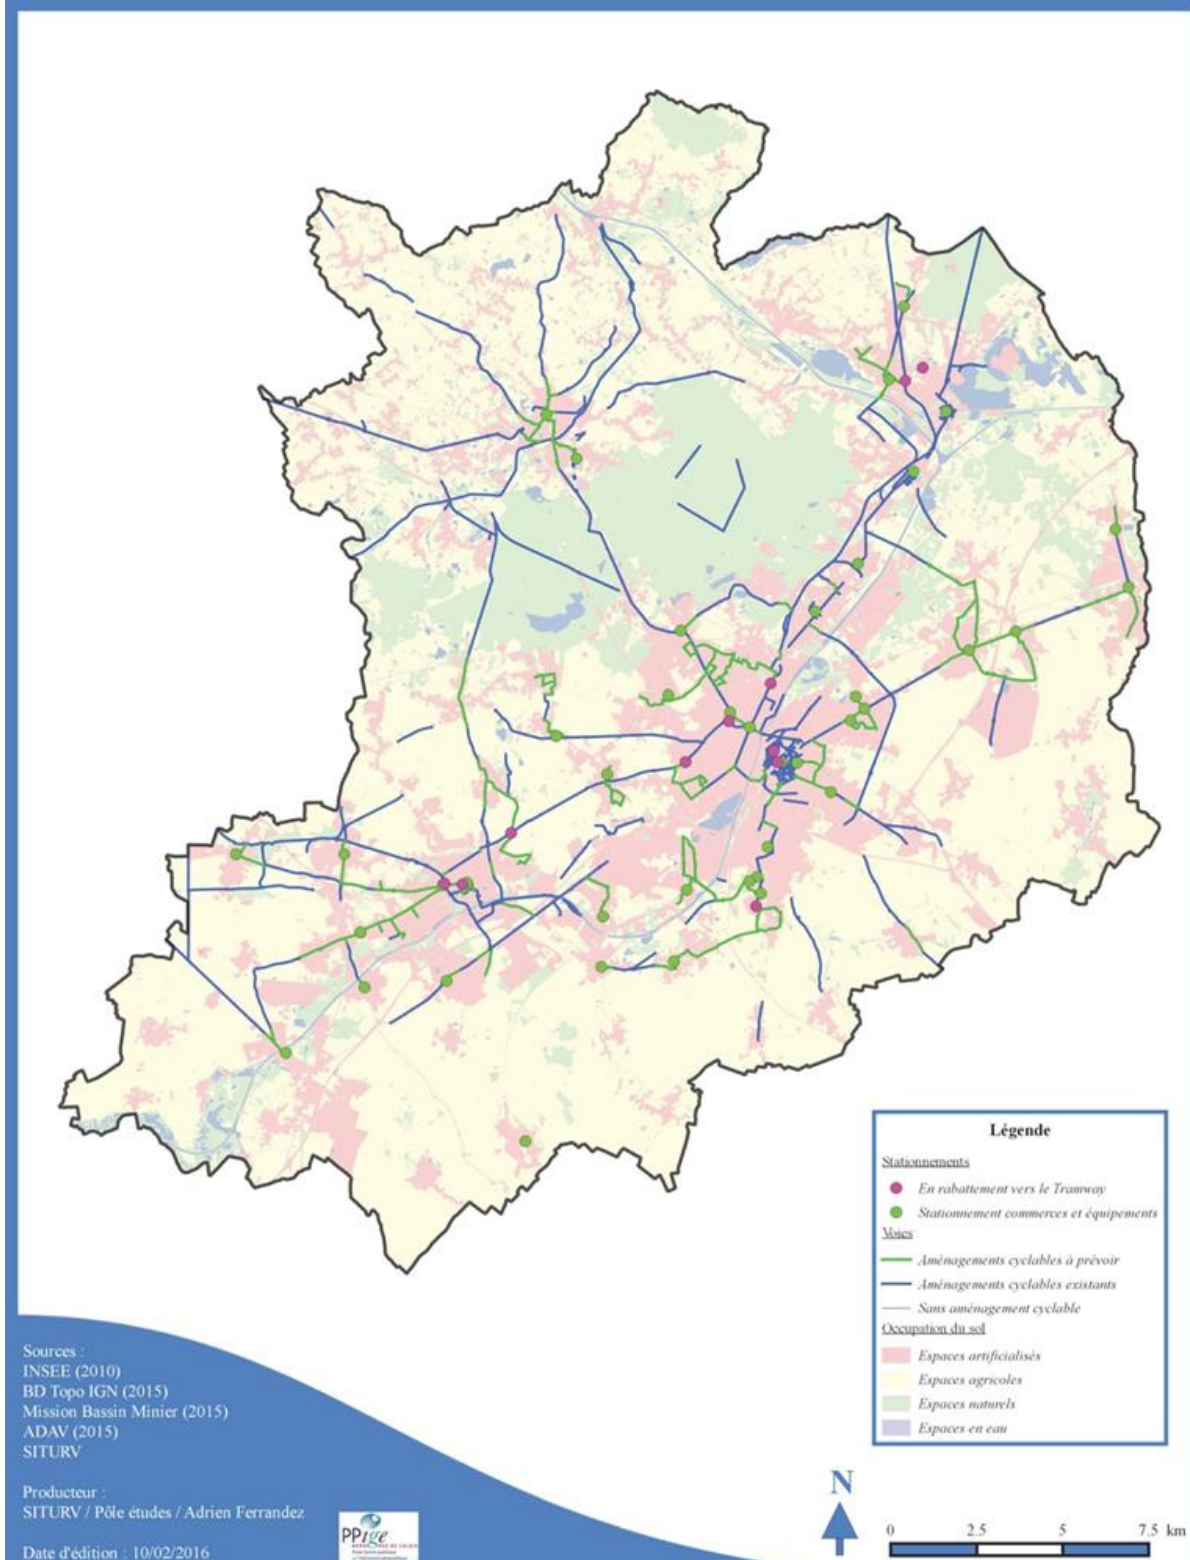 Légende
Stationnements
En rabattement vers le Tramway
Stationnement commerces et équipements
Voies
Aménagements cyclables à prévoir
Aménagements cyclables existants
Sans aménagement cyclable
Occupation du sol
Espaces artificialisés
Espaces agricoles
Espaces naturels
Espaces en eau
Sources :
INSEE (2010)
BD Topo IGN (2015)
Mission Bassin Minier (2015)
ADAV (2015)
SITURV
Producteur :
SITURV / Pôle études / Adrien Ferrandez
Date d'édition : 10/02/2016
PPige
N
0 2.5 5 7.5 km